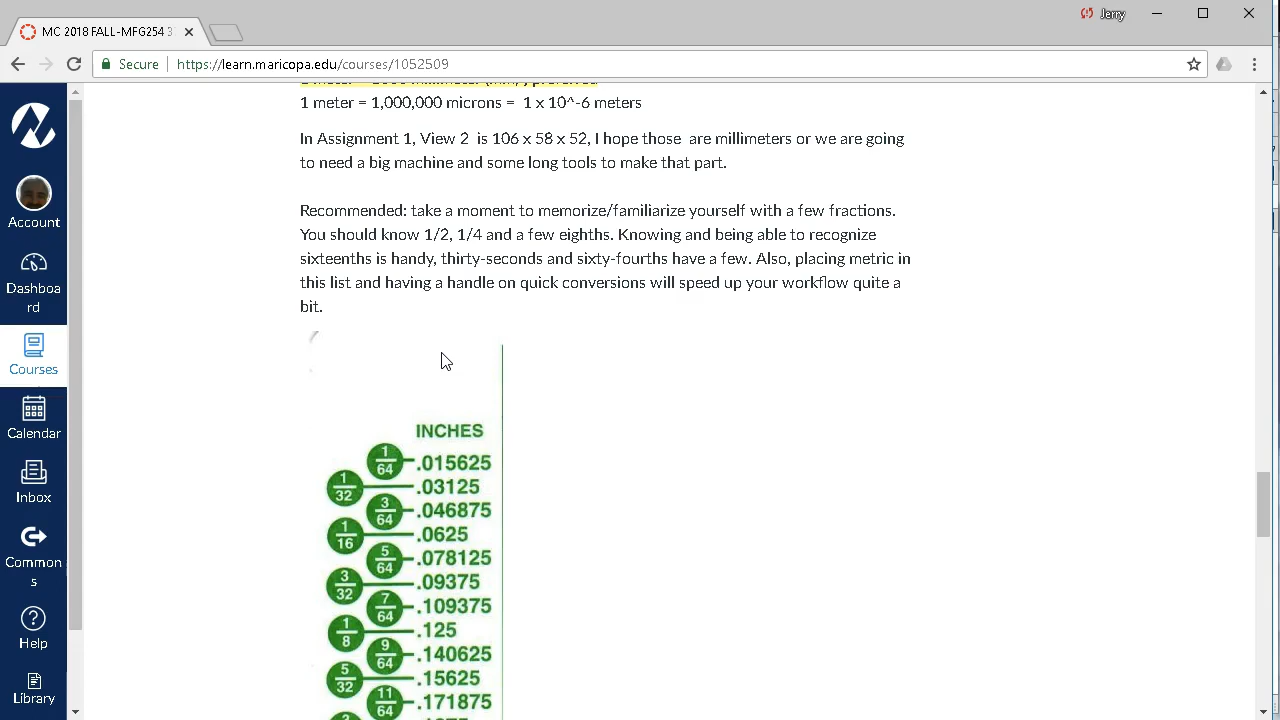 MC 2018 FALL-MFG254 3
Jerry
Secure
https://learn.maricopa.edu/courses/1052509
1 meter = 1,000,000 microns =  1 x 10^-6 meters
In Assignment 1, View 2  is 106 x 58 x 52, I hope those  are millimeters or we are going
to need a big machine and some long tools to make that part.
Recommended: take a moment to memorize/familiarize yourself with a few fractions.
You should know 1/2, 1/4 and a few eighths. Knowing and being able to recognize
sixteenths is handy, thirty-seconds and sixty-fourths have a few. Also, placing metric in
this list and having a handle on quick conversions will speed up your workflow quite a
bit.
Account
Dashboa
rd
Courses
Calendar
Inbox
Common
s
Help
Library
INCHES
1/64 .015625
1/32 .03125
3/64 .046875
1/16 .0625
5/64 .078125
3/32 .09375
7/64 .109375
1/8 .125
9/64 .140625
5/32 .15625
11/64 .171875